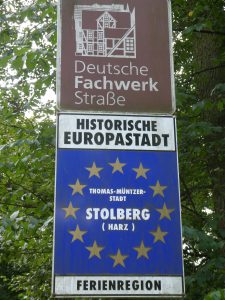 Deutsche
Fachwerk
Straße
HISTORISCHE
EUROPASTADT
THOMAS-MÜNTZER-
STADT
STOLBERG
( HARZ )
FERIENREGION